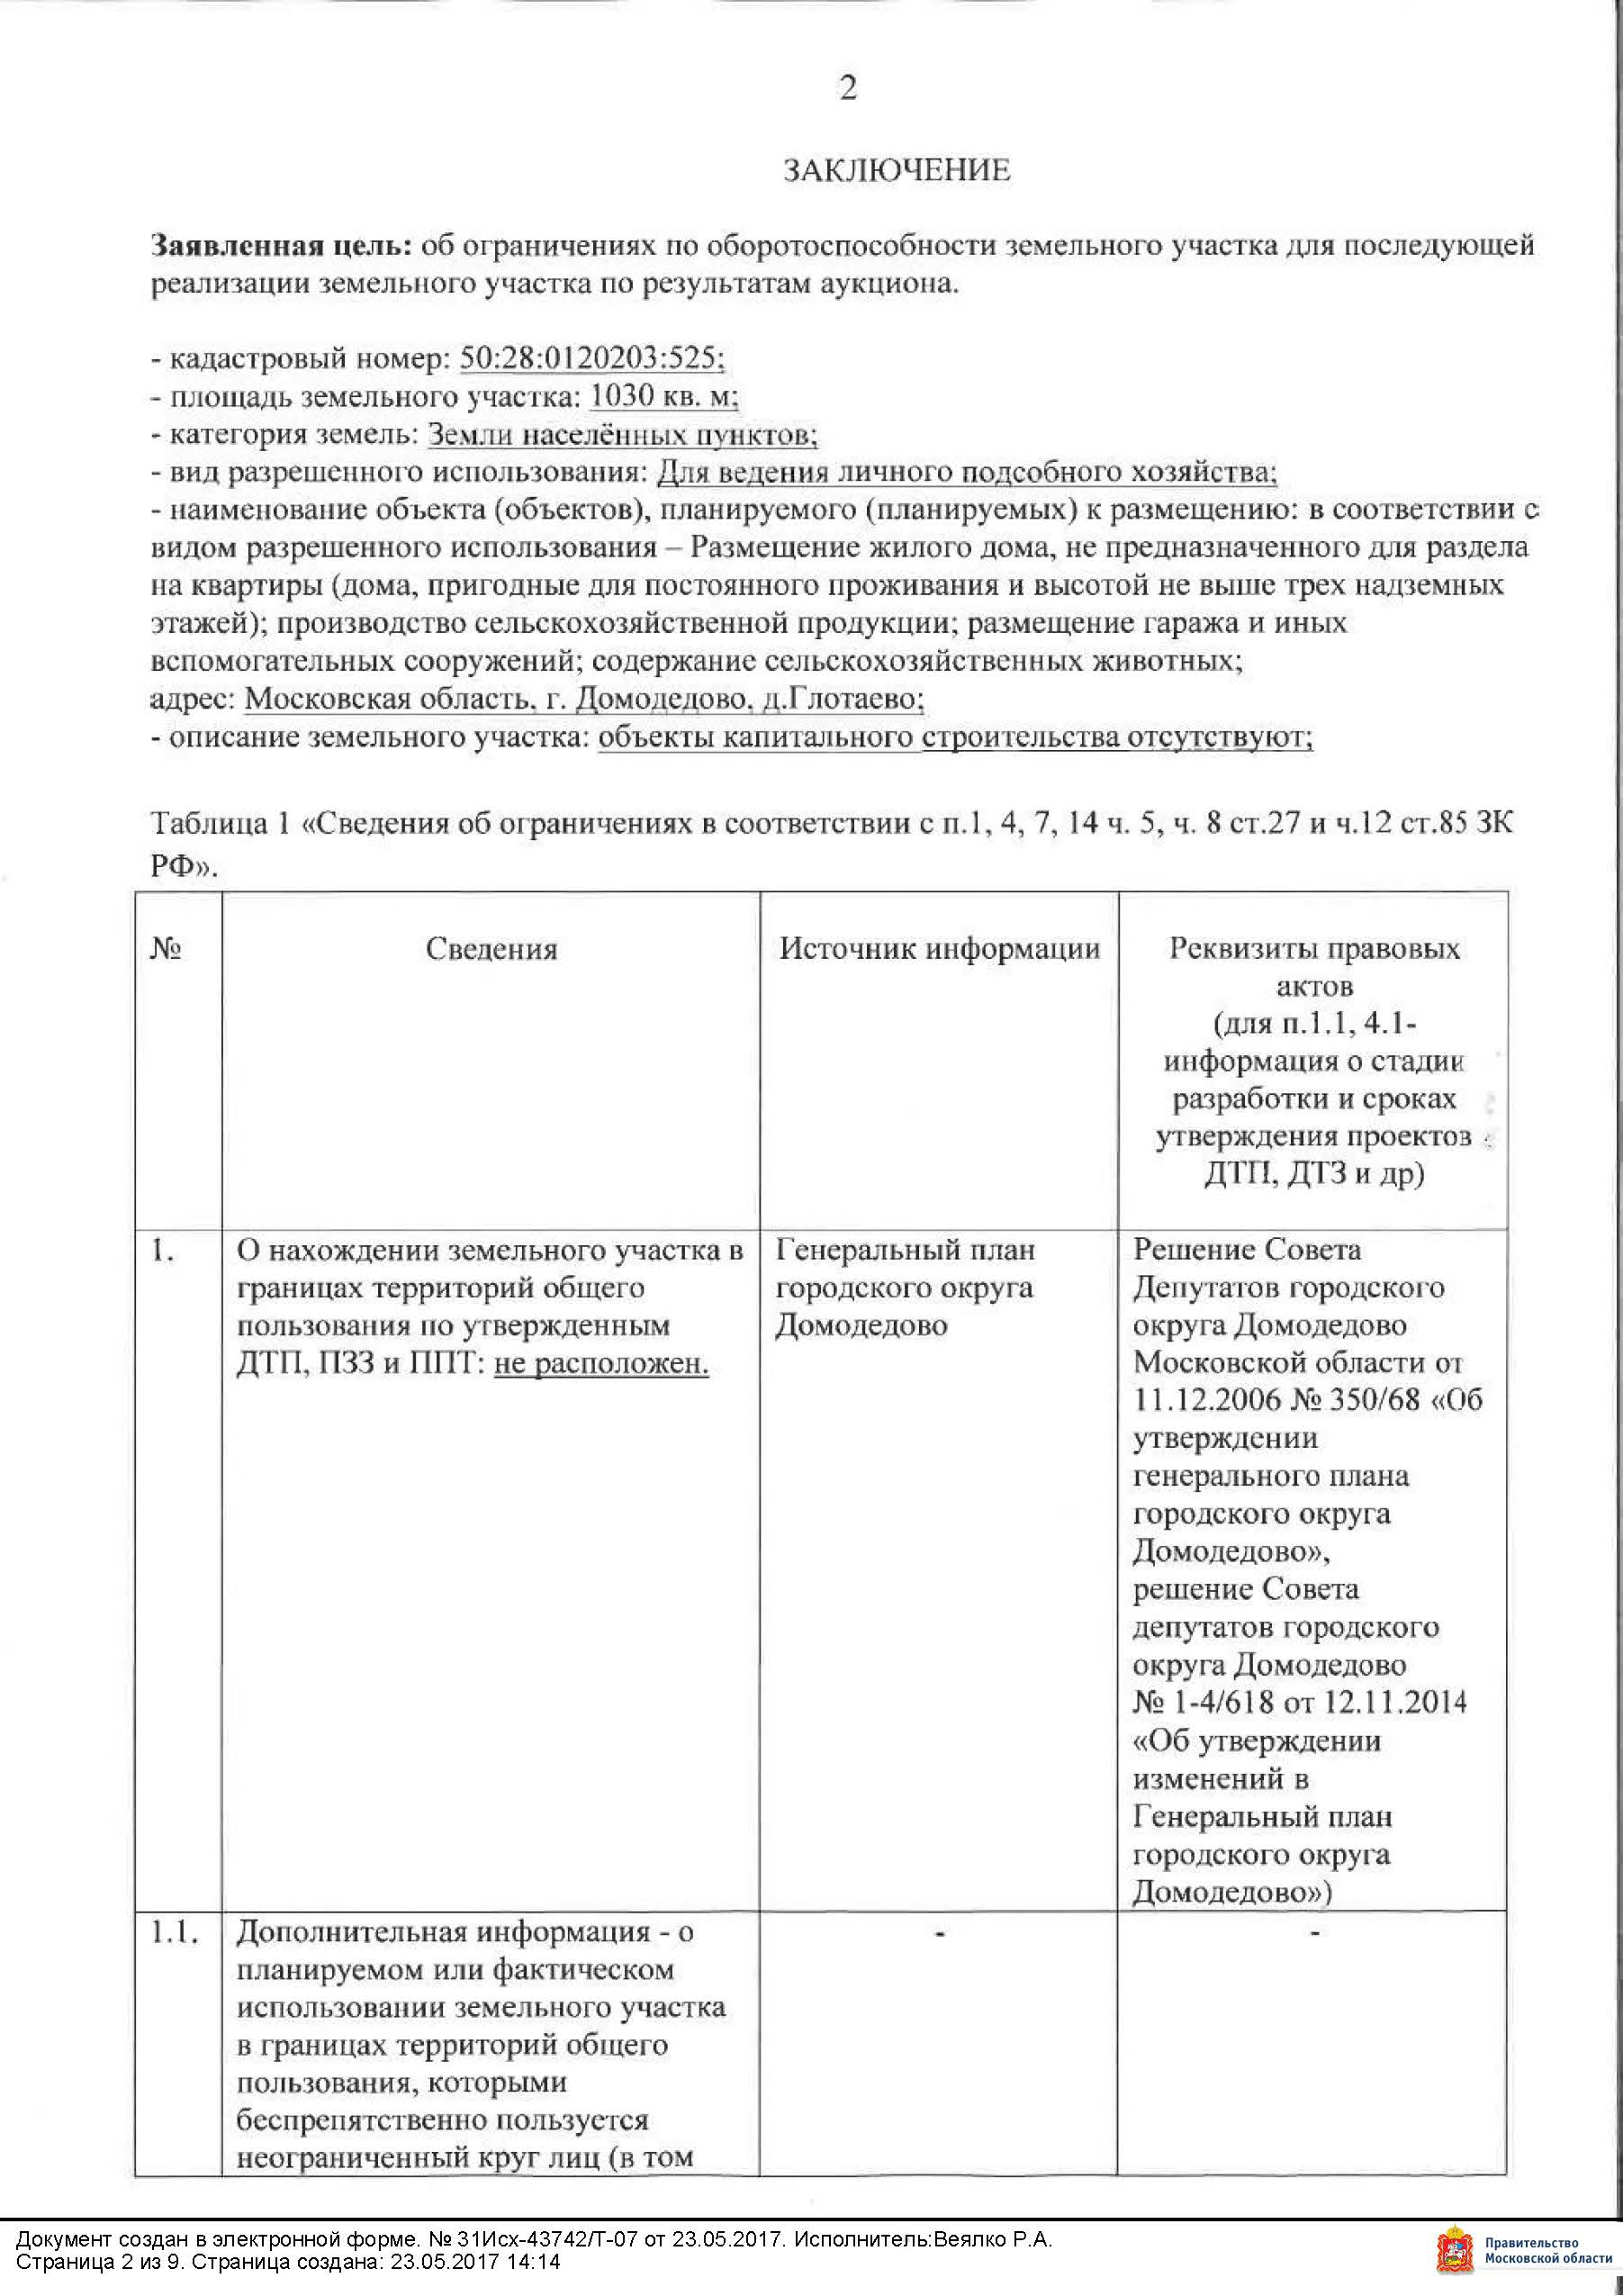 2
ЗАКЛЮЧЕНИЕ
Заявленная цель: об ограничениях по оборотоспособности земельного участка для последующей
реализации земельного участка по результатам аукциона.
- кадастровый номер: 50:28:0120203:525;
- площадь земельного участка: 1030 кв. м;
- категория земель: Земли населённых пунктов;
- вид разрешенного использования: Для ведения личного подсобного хозяйства;
- наименование объекта (объектов), планируемого (планируемых) к размещению: в соответствии с
видом разрешенного использования – Размещение жилого дома, не предназначенного для раздела
на квартиры (дома, пригодные для постоянного проживания и высотой не выше трех надземных
этажей); производство сельскохозяйственной продукции; размещение гаража и иных
вспомогательных сооружений; содержание сельскохозяйственных животных;
адрес: Московская область, г. Домодедово, д.Глотаево;
- описание земельного участка: объекты капитального строительства отсутствуют;
Таблица 1 «Сведения об ограничениях в соответствии с п.1, 4, 7, 14 ч. 5, ч. 8 ст.27 и ч.12 ст.85 ЗК
РФ».
№
Сведения
Источник информации
Реквизиты правовых
актов
(для п.1.1, 4.1-
информация о стадии
разработки и сроках
утверждения проектов
ДТП, ДТЗ и др)
1.
О нахождении земельного участка в
границах территорий общего
пользования по утвержденным
ДТП, ПЗЗ и ППТ: не расположен.
Генеральный план
городского округа
Домодедово
Решение Совета
Депутатов городского
округа Домодедово
Московской области от
11.12.2006 № 350/68 «Об
утверждении
генерального плана
городского округа
Домодедово»,
решение Совета
депутатов городского
округа Домодедово
№ 1-4/618 от 12.11.2014
«Об утверждении
изменений в
Генеральный план
городского округа
Домодедово»)
1.1.
Дополнительная информация - о
планируемом или фактическом
использовании земельного участка
в границах территорий общего
пользования, которыми
беспрепятственно пользуется
неограниченный круг лиц (в том
-
-
Документ создан в электронной форме. № 31Исх-43742/Т-07 от 23.05.2017. Исполнитель:Веялко Р.А.
Страница 2 из 9. Страница создана: 23.05.2017 14:14
Правительство
Московской области